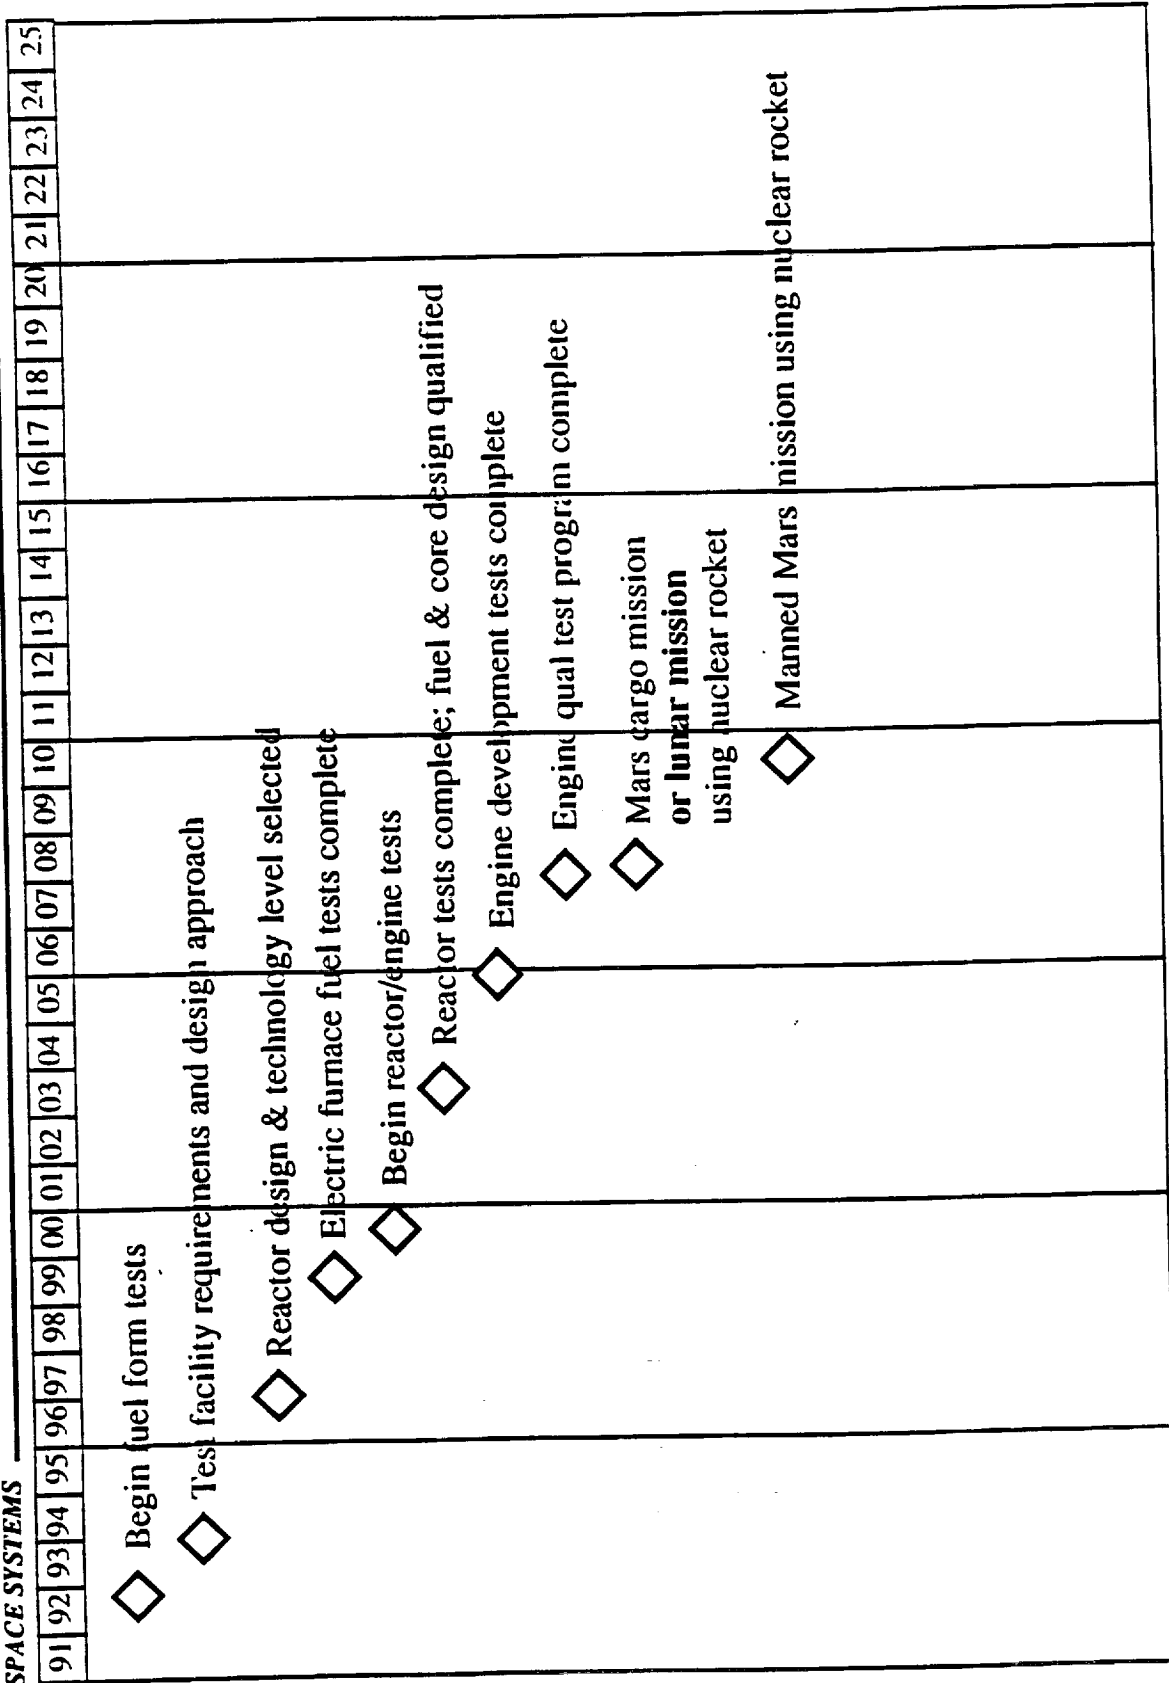 SPACE SYSTEMS
91 92 93 94 95 96 97 98 99 00 01 02 03 04 05 06 07 08 09 10 11 12 13 14 15 16 17 18 19 20 21 22 23 24 25
Begin fuel form tests
Test facility requirements and design approach
Reactor design & technology level selected
Electric furnace fuel tests complete
Begin reactor/engine tests
Reactor tests complete; fuel & core design qualified
Engine development tests complete
Engine qual test program complete
Mars cargo mission
or lunar mission
using nuclear rocket
Manned Mars mission using nuclear rocket